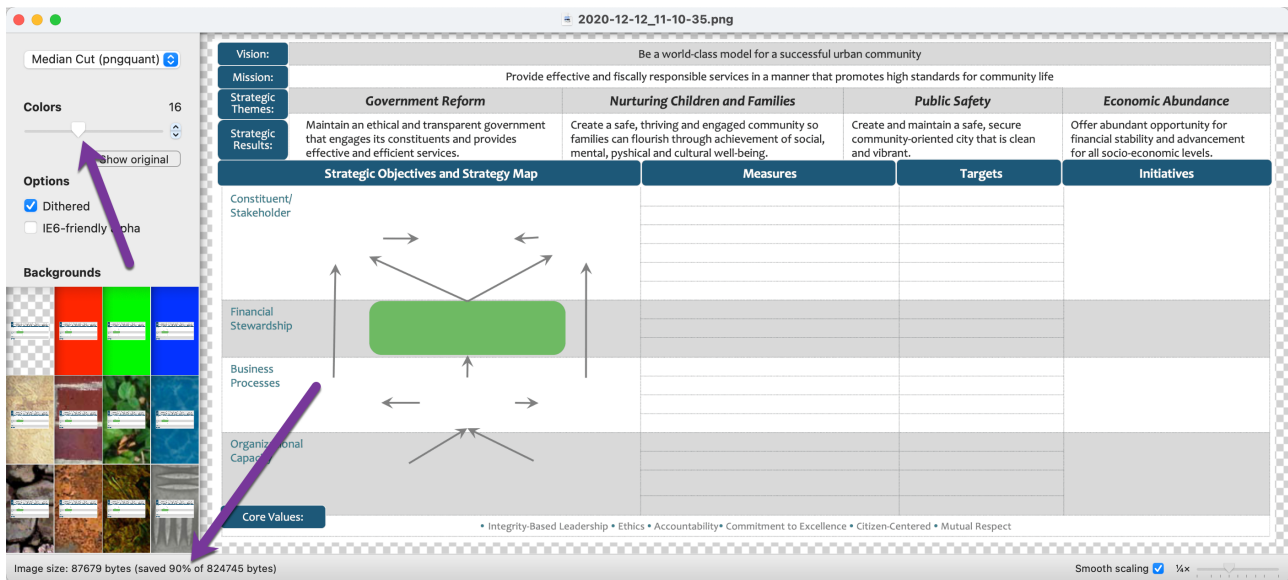 2020-12-12_11-10-35.png
Median Cut (pngquant)
Colors 16
Show original
Options
Dithered
IE6-friendly alpha
Backgrounds
Vision:
Be a world-class model for a successful urban community
Mission:
Provide effective and fiscally responsible services in a manner that promotes high standards for community life
Strategic
Themes:
Government Reform
Nurturing Children and Families
Public Safety
Economic Abundance
Strategic
Results:
Maintain an ethical and transparent government
that engages its constituents and provides
effective and efficient services.
Create a safe, thriving and engaged community so
families can flourish through achievement of social,
mental, pyshical and cultural well-being.
Create and maintain a safe, secure
community-oriented city that is clean
and vibrant.
Offer abundant opportunity for
financial stability and advancement
for all socio-economic levels.
Strategic Objectives and Strategy Map
Measures
Targets
Initiatives
Constituent/
Stakeholder
Financial
Stewardship
Business
Processes
Organizational
Capacity
Core Values:
• Integrity-Based Leadership • Ethics • Accountability• Commitment to Excellence • Citizen-Centered • Mutual Respect
Image size: 87679 bytes (saved 90% of 824745 bytes)
Smooth scaling
¼×